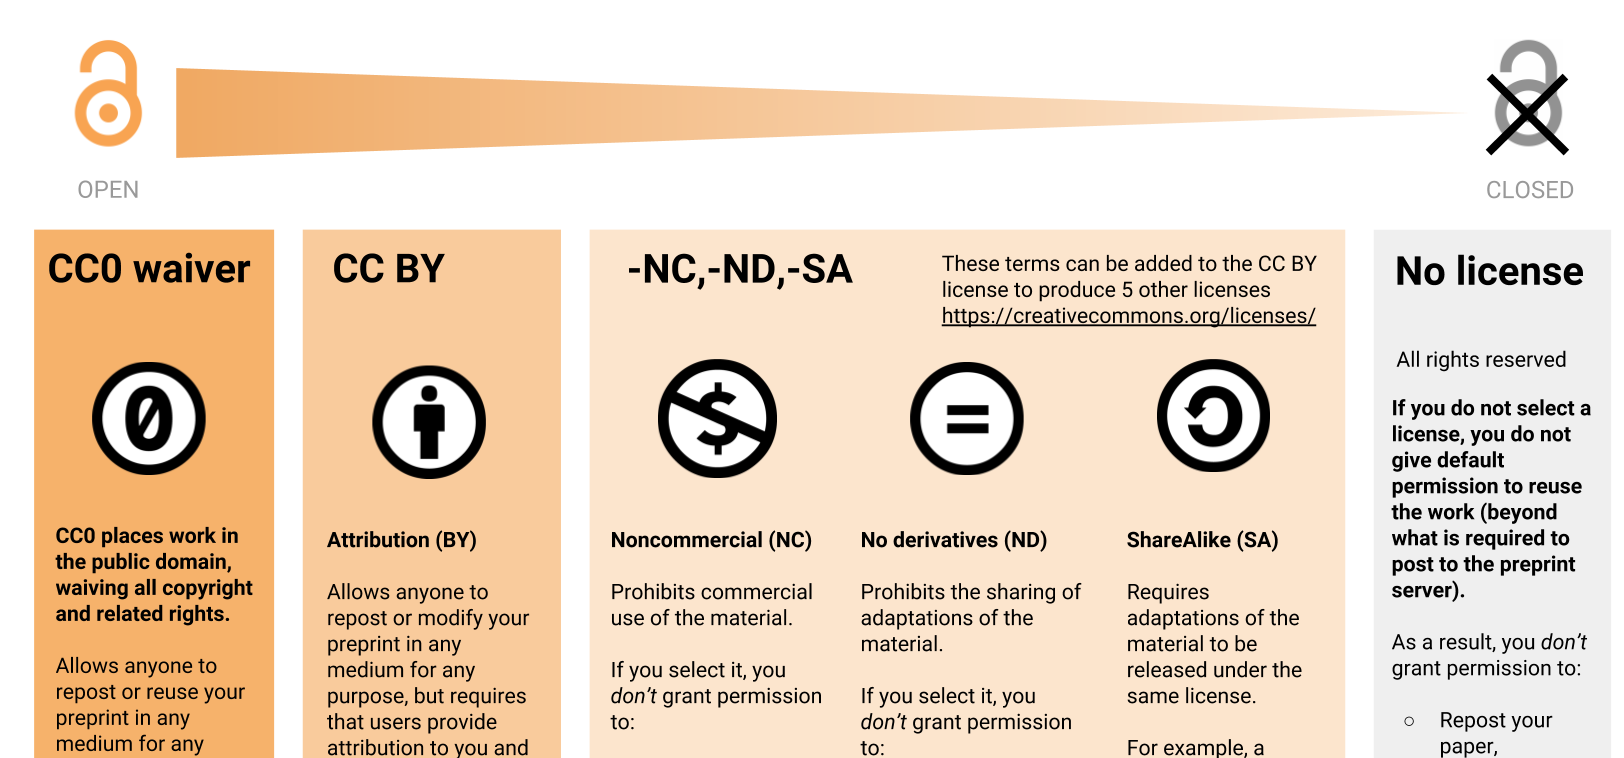 OPEN
CLOSED
CC0 waiver
CC0 places work in
the public domain,
waiving all copyright
and related rights.
Allows anyone to
repost or reuse your
preprint in any
medium for any
CC BY
Attribution (BY)
Allows anyone to
repost or modify your
preprint in any
medium for any
purpose, but requires
that users provide
attribution to you and
-NC,-ND,-SA
These terms can be added to the CC BY
license to produce 5 other licenses
https://creativecommons.org/licenses/
Noncommercial (NC)
Prohibits commercial
use of the material.
If you select it, you
don't grant permission
to:
No derivatives (ND)
Prohibits the sharing of
adaptations of the
material.
If you select it, you
don't grant permission
to:
ShareAlike (SA)
Requires
adaptations of the
material to be
released under the
same license.
For example, a
No license
All rights reserved
If you do not select a
license, you do not
give default
permission to reuse
the work (beyond
what is required to
post to the preprint
server).
As a result, you don't
grant permission to:
○ Repost your
paper,